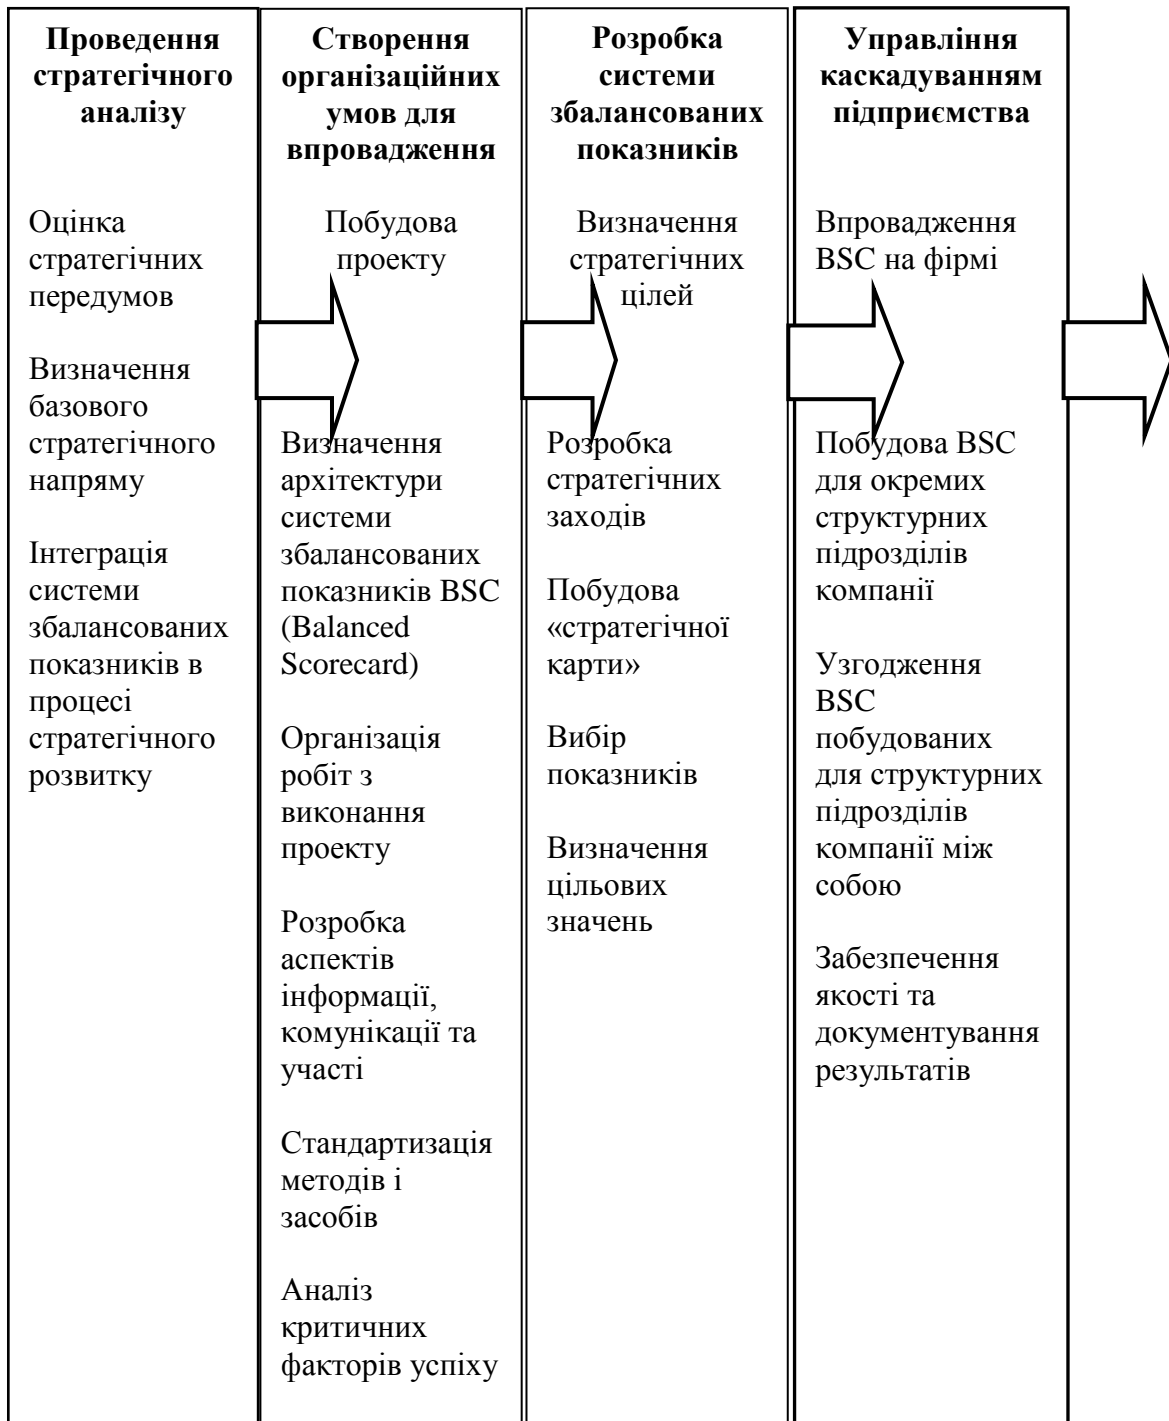 Проведення
стратегічного
аналізу
Оцінка
стратегічних
передумов
Визначення
базового
стратегічного
напряму
Інтеграція
системи
збалансованих
показників в
процесі
стратегічного
розвитку
Створення
організаційних
умов для
впровадження
Побудова
проекту
Визначення
архітектури
системи
збалансованих
показників BSC
(Balanced
Scorecard)
Організація
робіт з
виконання
проекту
Розробка
аспектів
інформації,
комунікації та
участі
Стандартизація
методів і
засобів
Аналіз
критичних
факторів успіху
Розробка
системи
збалансованих
показників
Визначення
стратегічних
цілей
Розробка
стратегічних
заходів
Побудова
«стратегічної
карти»
Вибір
показників
Визначення
цільових
значень
Управління
каскадуванням
підприємства
Впровадження
BSC на фірмі
Побудова BSC
для окремих
структурних
підрозділів
компанії
Узгодження
BSC
побудованих
для структурних
підрозділів
компанії між
собою
Забезпечення
якості та
документування
результатів